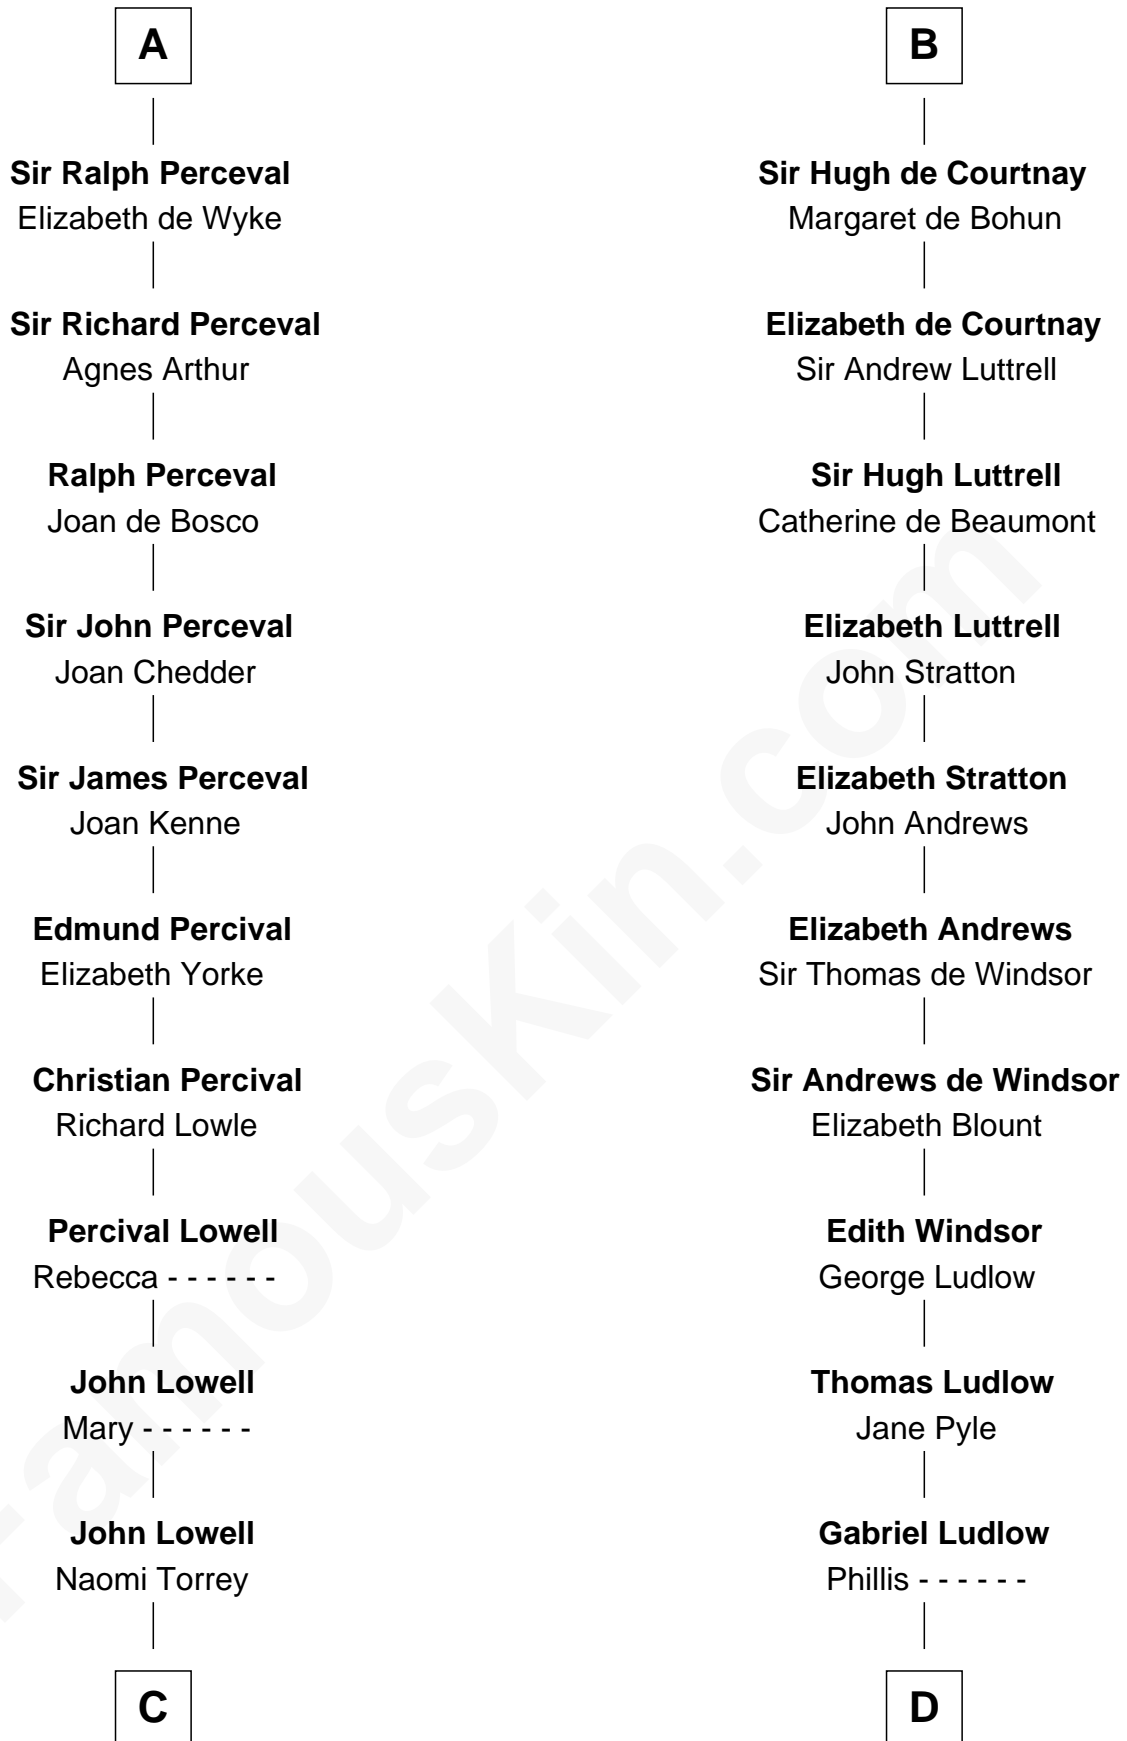 A
Sir Ralph Perceval
Elizabeth de Wyke
Sir Richard Perceval
Agnes Arthur
Ralph Perceval
Joan de Bosco
Sir John Perceval
Joan Chedder
Sir James Perceval
Joan Kenne
Edmund Percival
Elizabeth Yorke
Christian Percival
Richard Lowle
Percival Lowell
Rebecca - - - - - -
John Lowell
Mary - - - - - -
John Lowell
Naomi Torrey
C
B
Sir Hugh de Courtnay
Margaret de Bohun
Elizabeth de Courtnay
Sir Andrew Luttrell
Sir Hugh Luttrell
Catherine de Beaumont
Elizabeth Luttrell
John Stratton
Elizabeth Stratton
John Andrews
Elizabeth Andrews
Sir Thomas de Windsor
Sir Andrews de Windsor
Elizabeth Blount
Edith Windsor
George Ludlow
Thomas Ludlow
Jane Pyle
Gabriel Ludlow
Phillis - - - - - -
D
FamousKin.com